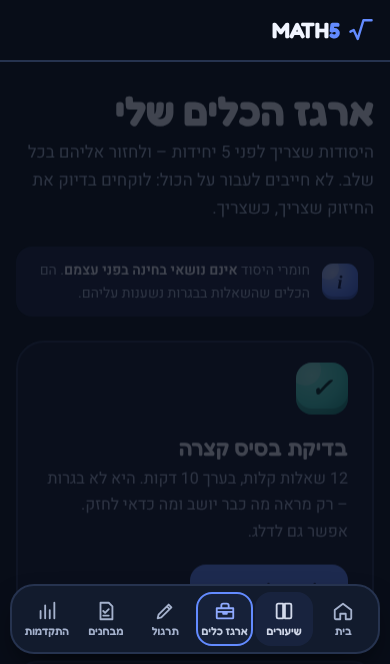 MATH5
ארגז הכלים שלי
היסודות שצריך לפני 5 יחידות – ולחזור אליהם בכל
שלב. לא חייבים לעבור על הכול: לוקחים בדיוק את
החיזוק שצריך, כשצריך.
חומרי היסוד אינם נושאי בחינה בפני עצמם. הם
הכלים שהשאלות בבגרות נשענות עליהם.
בדיקת בסיס קצרה
12 שאלות קלות, בערך 10 דקות. היא לא בגרות
– רק מראה מה כבר יושב ומה כדאי לחזק.
אפשר גם לדלג.
בית שיעורים ארגז כלים תרגול מבחנים התקדמות